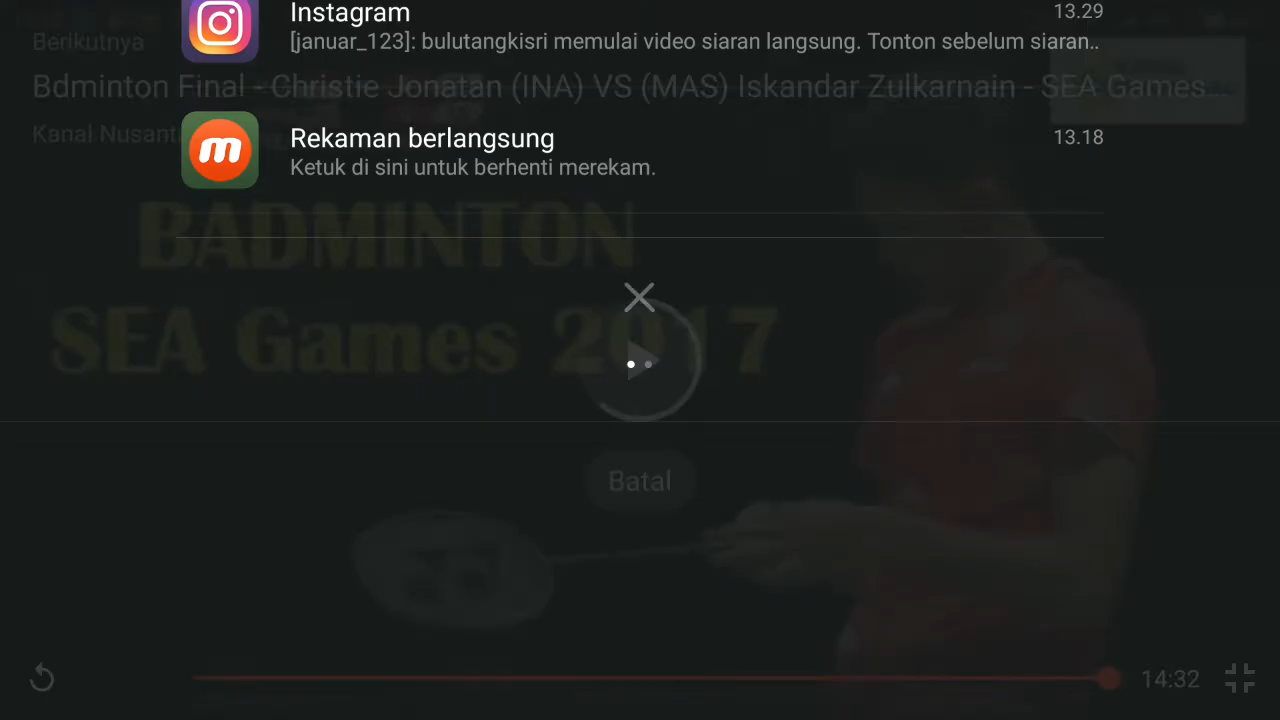 Instagram
13.29
[januar_123]: bulutangkisri memulai video siaran langsung. Tonton sebelum siaran..
Berikutnya
Bdminton Final - Christie Jonatan (INA) VS (MAS) Iskandar Zulkarnain - SEA Games...
Kanal Nusant
Rekaman berlangsung
13.18
Ketuk di sini untuk berhenti merekam.
BADMINTON
SEA Games 2017
Batal
14:32